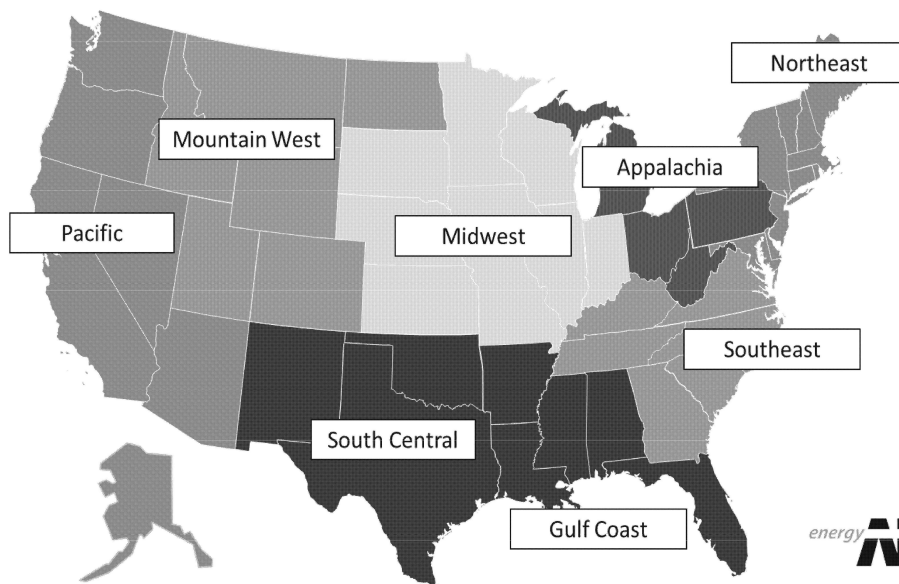 Northeast
Mountain West
Appalachia
Pacific
Midwest
Southeast
South Central
Gulf Coast
energy